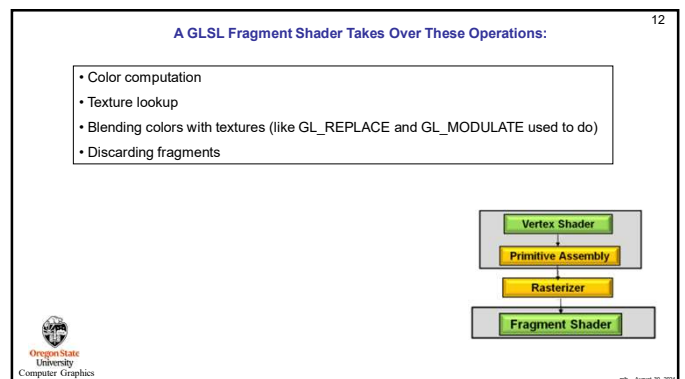 12
A GLSL Fragment Shader Takes Over These Operations:
• Color computation
• Texture lookup
• Blending colors with textures (like GL_REPLACE and GL_MODULATE used to do)
• Discarding fragments
Vertex Shader
Primitive Assembly
Rasterizer
Fragment Shader
Oregon State
University
Computer Graphics